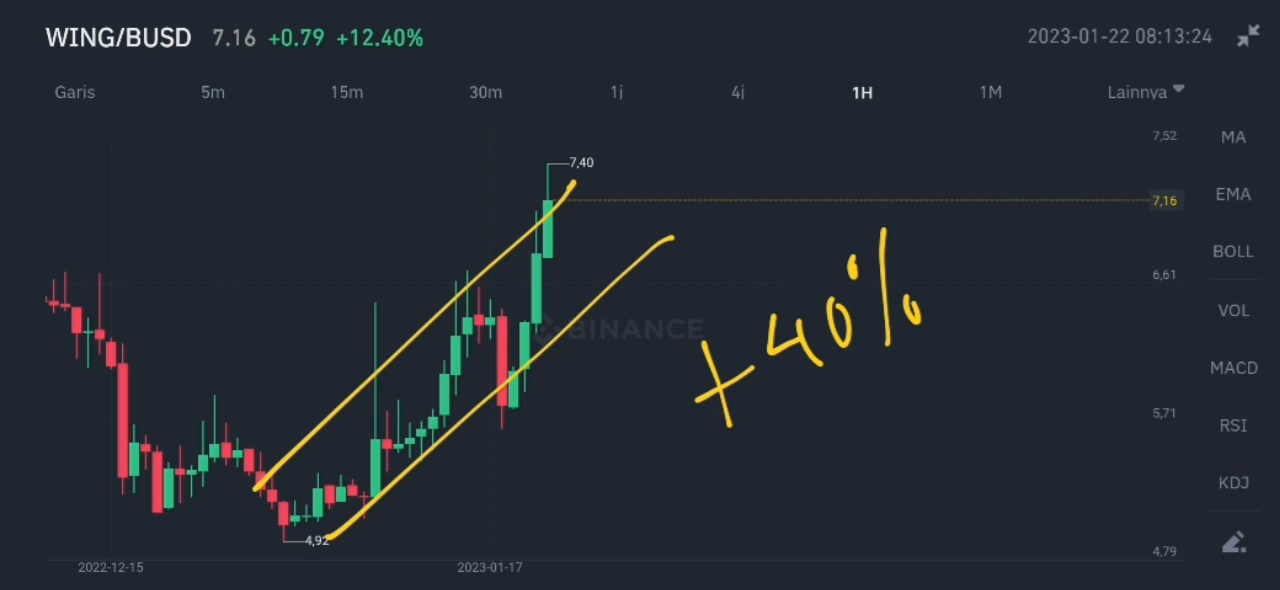 WING/BUSD 7.16 +0.79 +12.40% 2023-01-22 08:13:24
Garis 5m 15m 30m 1j 4j 1H 1M Lainnya
7,52 MA
7,40
7,16 EMA
BOLL
6,61
VOL
BINANCE
+40%
MACD
5,71
RSI
KDJ
4,92
4,79
2022-12-15 2023-01-17